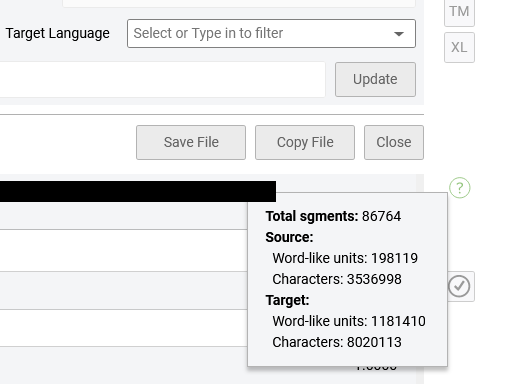 TM
Target Language
Select or Type in to filter
XL
Update
Save File
Copy File
Close
?
Total sgments: 86764
Source:
Word-like units: 198119
Characters: 3536998
Target:
Word-like units: 1181410
Characters: 8020113